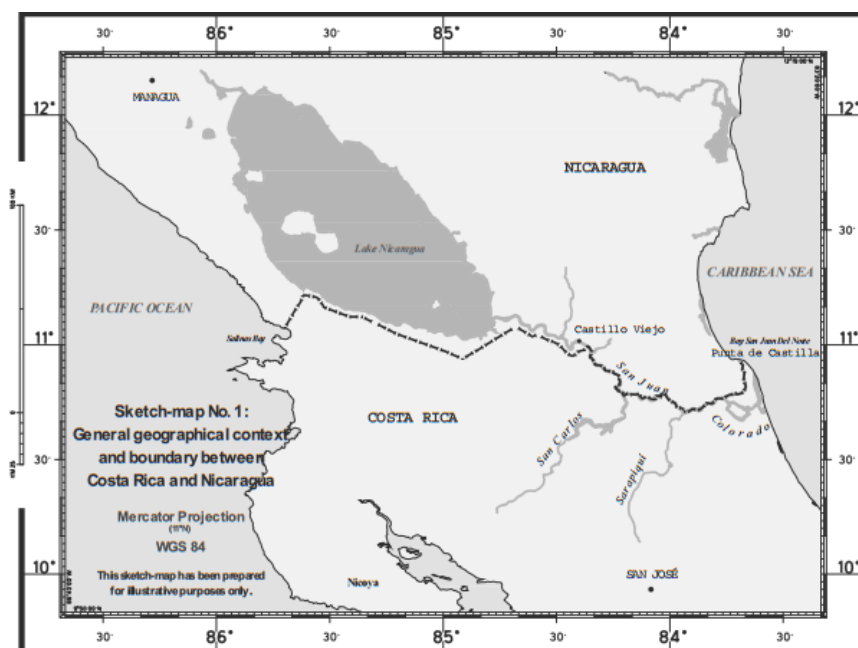 30' 86° 30' 85° 30' 84° 30'
MANAGUA
12° 12°
NICARAGUA
30' 30'
Lake Nicaragua
CARIBBEAN SEA
PACIFIC OCEAN
Castillo Viejo
11° 11°
Salinas Bay
Bay San Juan Del Norte
Punta de Castilla
San Juan
Sketch-map No. 1:
COSTA RICA
Colorado
General geographical context
and boundary between
San Carlos
30' 30'
Costa Rica and Nicaragua
Sarapiqui
Mercator Projection
(11°N)
WGS 84
10° 10°
This sketch-map has been prepared
for illustrative purposes only.
Nicoya
SAN JOSÉ
30' 86° 30' 85° 30' 84° 30'